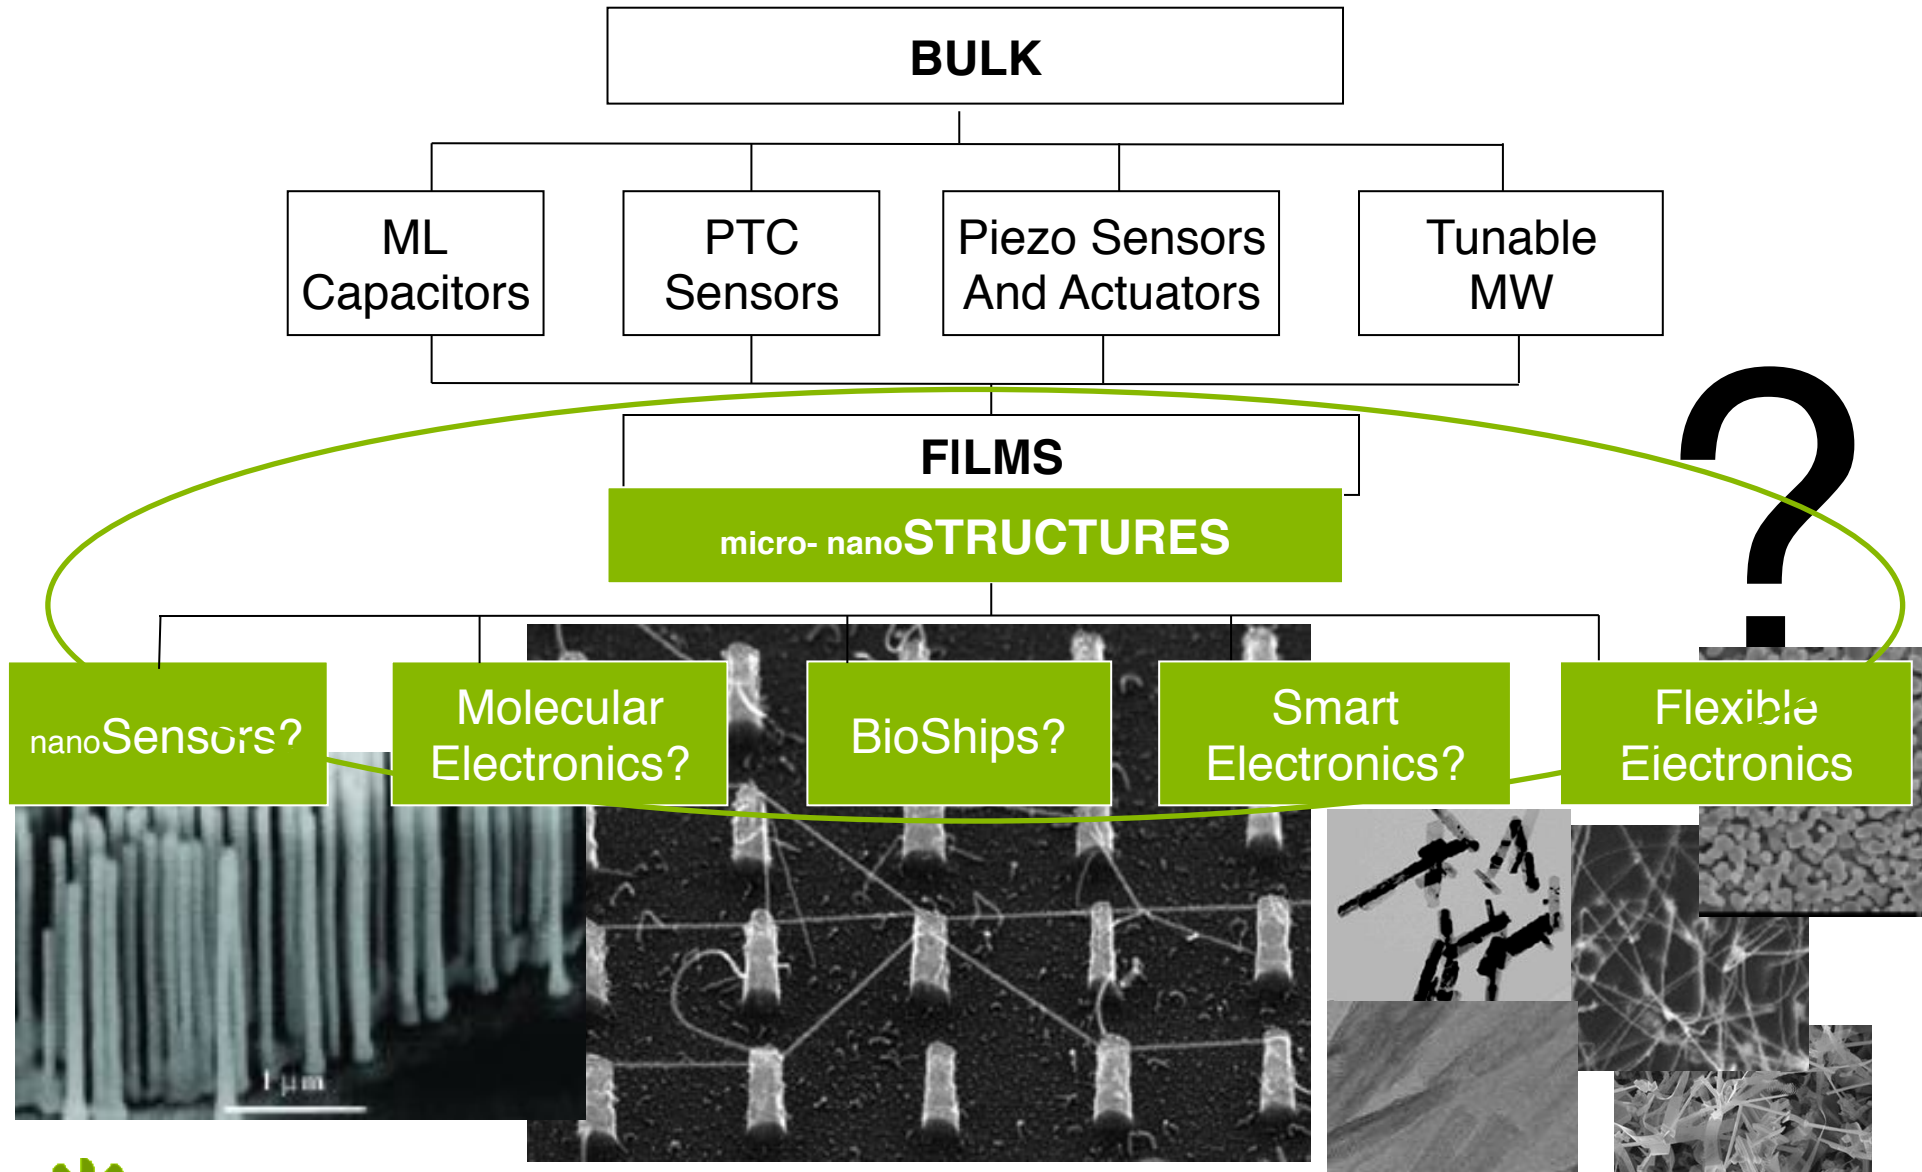 BULK
ML
Capacitors
PTC
Sensors
Piezo Sensors
And Actuators
Tunable
MW
?
FILMS
micro- nanoSTRUCTURES
nanoSensors?
Molecular
Electronics?
BioShips?
Smart
Electronics?
Flexible
Electronics
1 μm